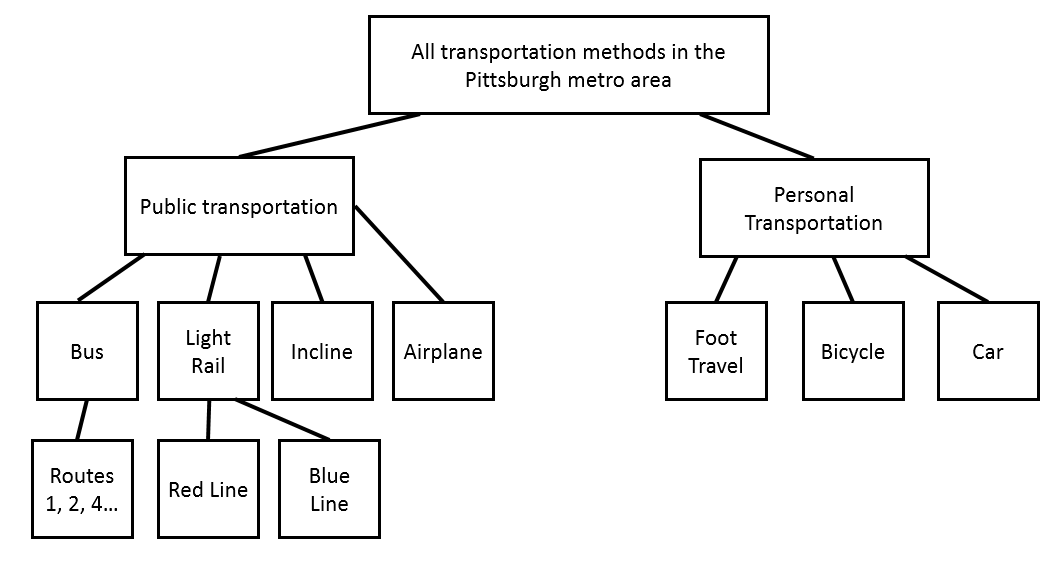 All transportation methods in the
Pittsburgh metro area
Public transportation
Personal
Transportation
Bus
Light
Rail
Incline
Airplane
Foot
Travel
Bicycle
Car
Routes
1, 2, 4...
Red Line
Blue
Line